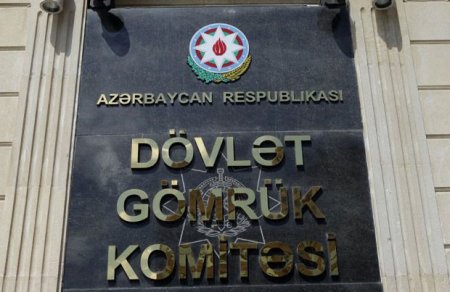 AZƏRBAYCAN RESPUBLİKASI
DÖVLƏT
GÖMRÜK
KOMİTƏSİ